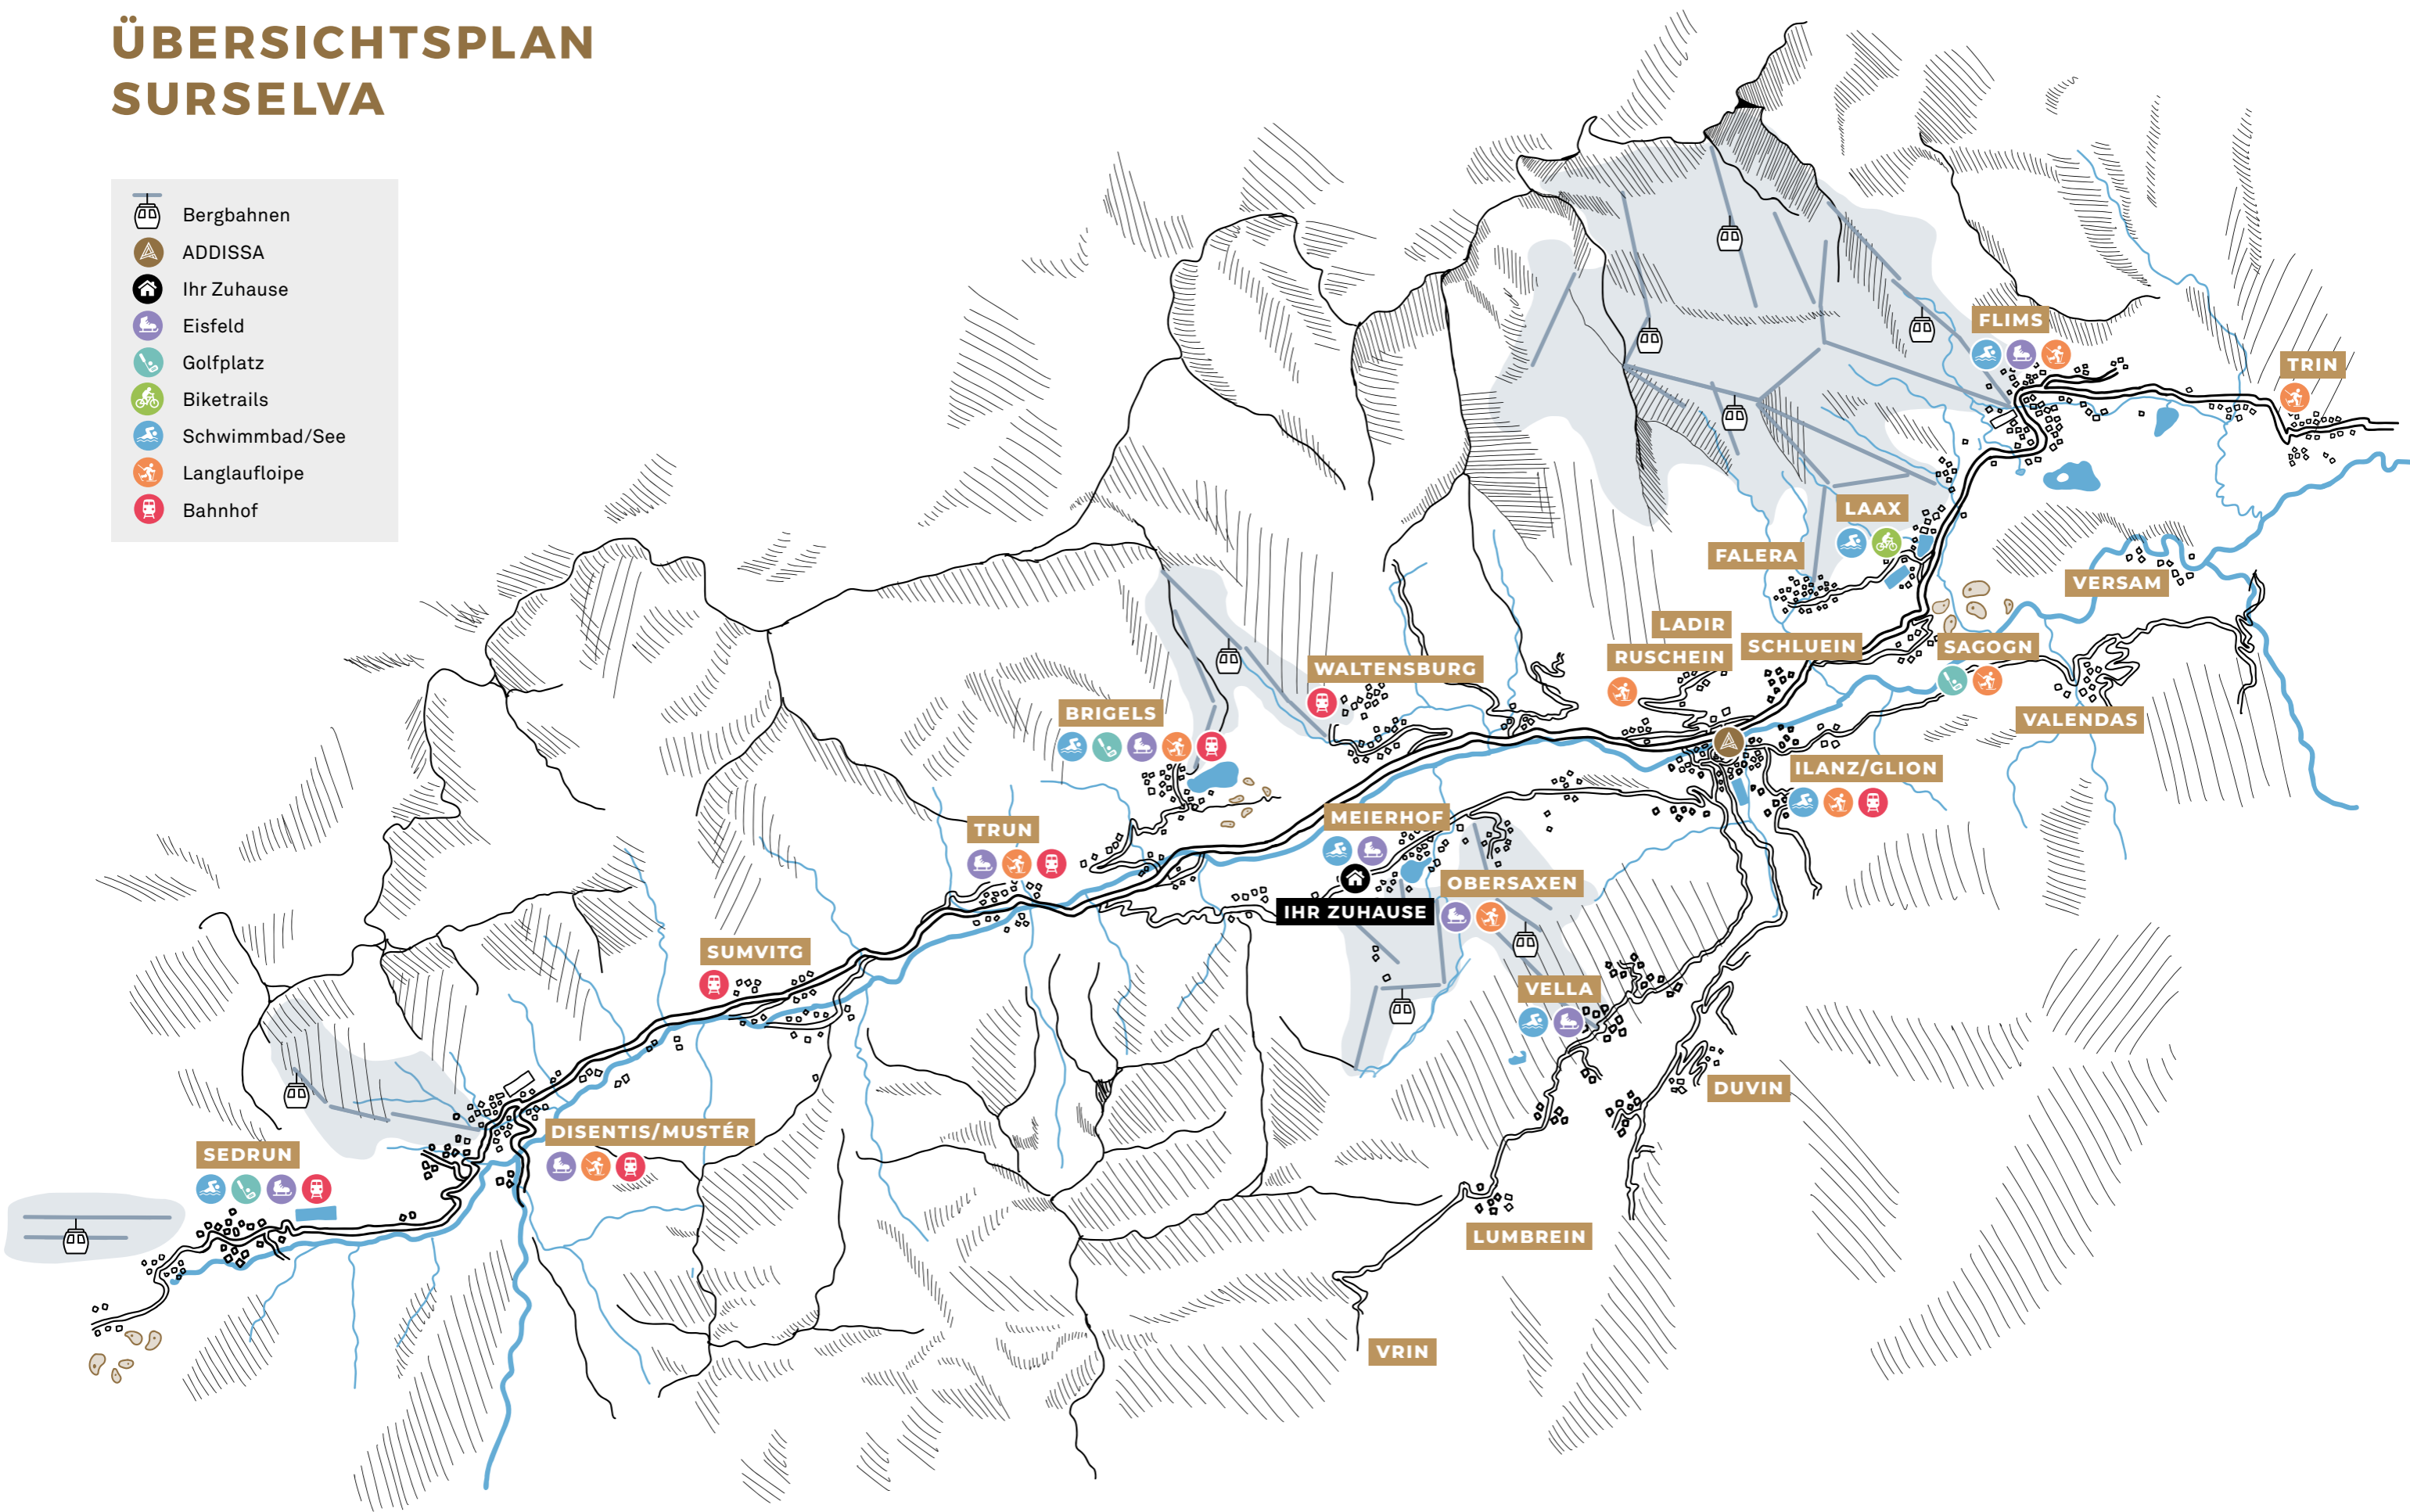 ÜBERSICHTSPLAN
SURSELVA
Bergbahnen
ADDISSA
Ihr Zuhause
Eisfeld
Golfplatz
Biketrails
Schwimmbad/See
Langlaufloipe
Bahnhof
FLIMS
TRIN
LAAX
FALERA
VERSAM
LADIR
RUSCHEIN
SCHLUEIN
SAGOGN
WALTENSBURG
BRIGELS
VALENDAS
ILANZ/GLION
MEIERHOF
TRUN
OBERSAXEN
IHR ZUHAUSE
SUMVITG
VELLA
DUVIN
DISENTIS/MUSTÉR
SEDRUN
LUMBREIN
VRIN